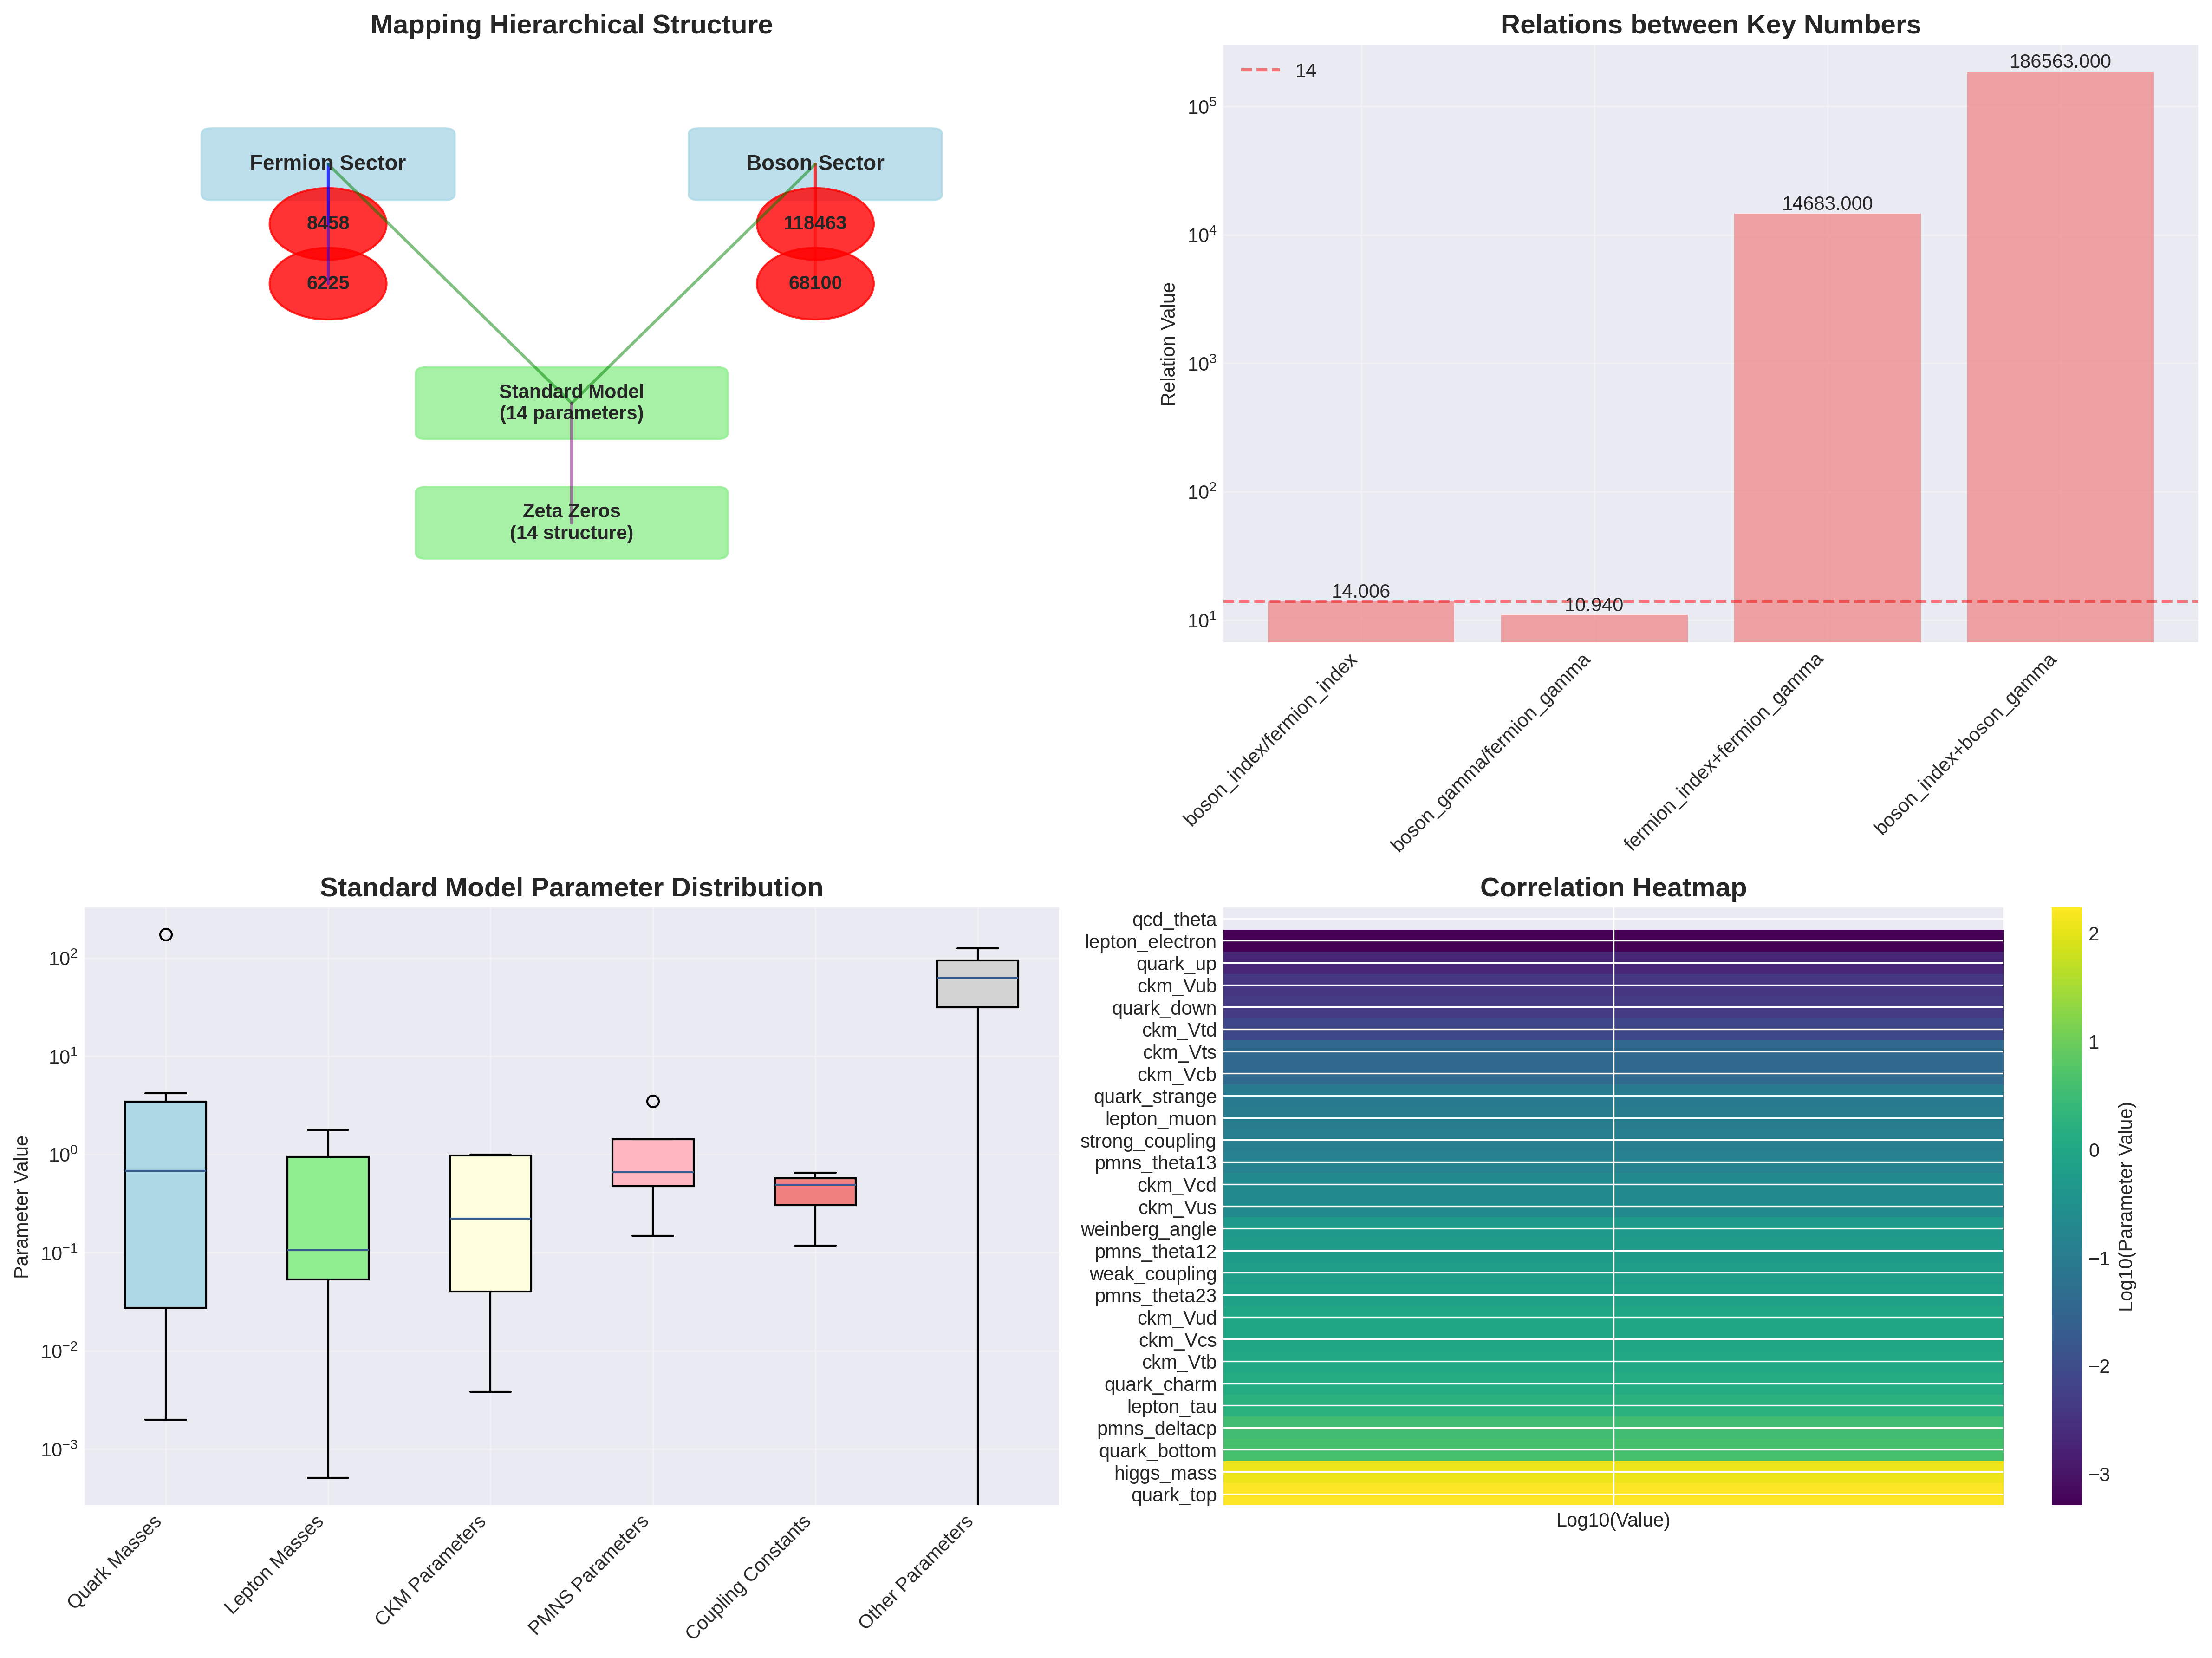 Mapping Hierarchical Structure
Fermion Sector
Boson Sector
8458
118463
6225
68100
Standard Model
(14 parameters)
Zeta Zeros
(14 structure)
Relations between Key Numbers
14
186563.000
14683.000
14.006
10.940
Relation Value
10^5
10^4
10^3
10^2
10^1
boson_index/fermion_index
boson_gamma/fermion_gamma
fermion_index+fermion_gamma
boson_index+boson_gamma
Standard Model Parameter Distribution
Parameter Value
10^2
10^1
10^0
10^−1
10^−2
10^−3
Quark Masses
Lepton Masses
CKM Parameters
PMNS Parameters
Coupling Constants
Other Parameters
Correlation Heatmap
qcd_theta
lepton_electron
quark_up
ckm_Vub
quark_down
ckm_Vtd
ckm_Vts
ckm_Vcb
quark_strange
lepton_muon
strong_coupling
pmns_theta13
ckm_Vcd
ckm_Vus
weinberg_angle
pmns_theta12
weak_coupling
pmns_theta23
ckm_Vud
ckm_Vcs
ckm_Vtb
quark_charm
lepton_tau
pmns_deltacp
quark_bottom
higgs_mass
quark_top
Log10(Value)
2
1
0
−1
−2
−3
Log10(Parameter Value)